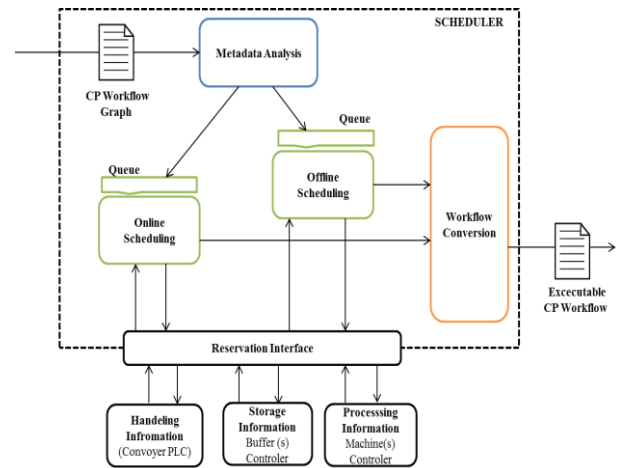 SCHEDULER
Metadata Analysis
CP Workflow
Graph
Queue
Queue
Offline
Scheduling
Online
Scheduling
Workflow
Conversion
Excecutable
CP Workflow
Reservation Interface
Handeling
Infromation
(Convoyer PLC)
Storage
Information
Buffer (s)
Controler
Processsing
Information
Machine(s)
Controler